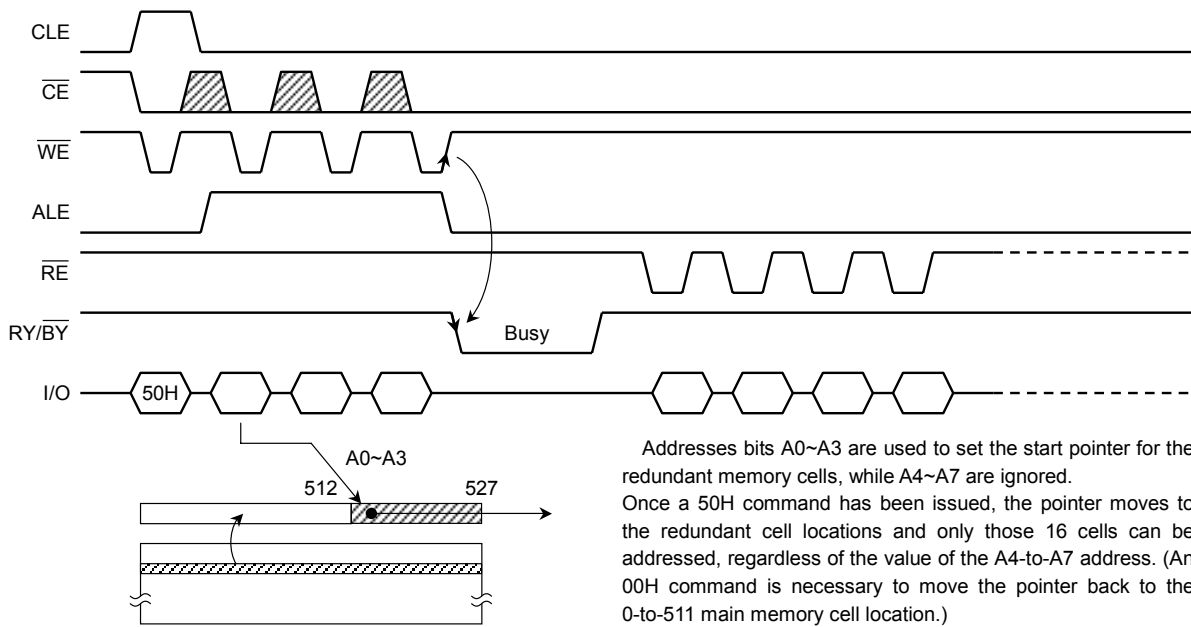 CLE
CE
WE
ALE
RE
RY/BY
Busy
I/O
50H
A0~A3
512
527
Addresses bits A0~A3 are used to set the start pointer for the
redundant memory cells, while A4~A7 are ignored.
Once a 50H command has been issued, the pointer moves to
the redundant cell locations and only those 16 cells can be
addressed, regardless of the value of the A4-to-A7 address. (An
00H command is necessary to move the pointer back to the
0-to-511 main memory cell location.)